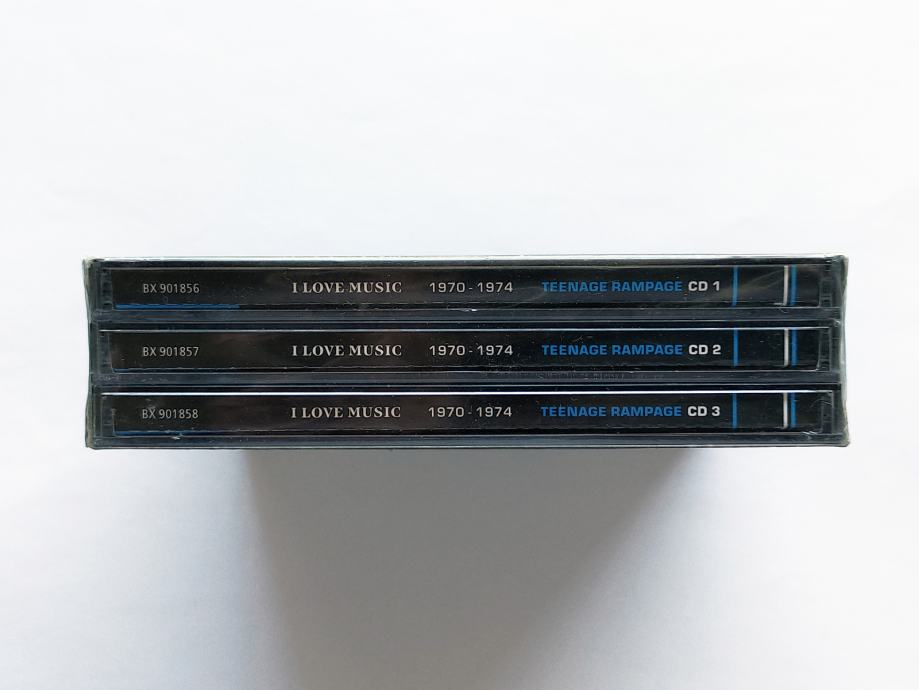 BX 901856 I LOVE MUSIC 1970 - 1974 TEENAGE RAMPAGE CD 1
BX 901857 I LOVE MUSIC 1970 - 1974 TEENAGE RAMPAGE CD 2
BX 901858 I LOVE MUSIC 1970 - 1974 TEENAGE RAMPAGE CD 3